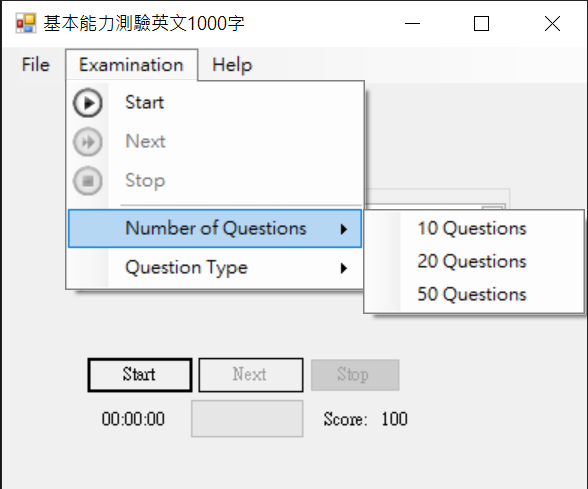 基本能力測驗英文1000字
File Examination Help
Start
Next
Stop
Number of Questions
10 Questions
20 Questions
50 Questions
Question Type
Start Next Stop
00:00:00 Score: 100